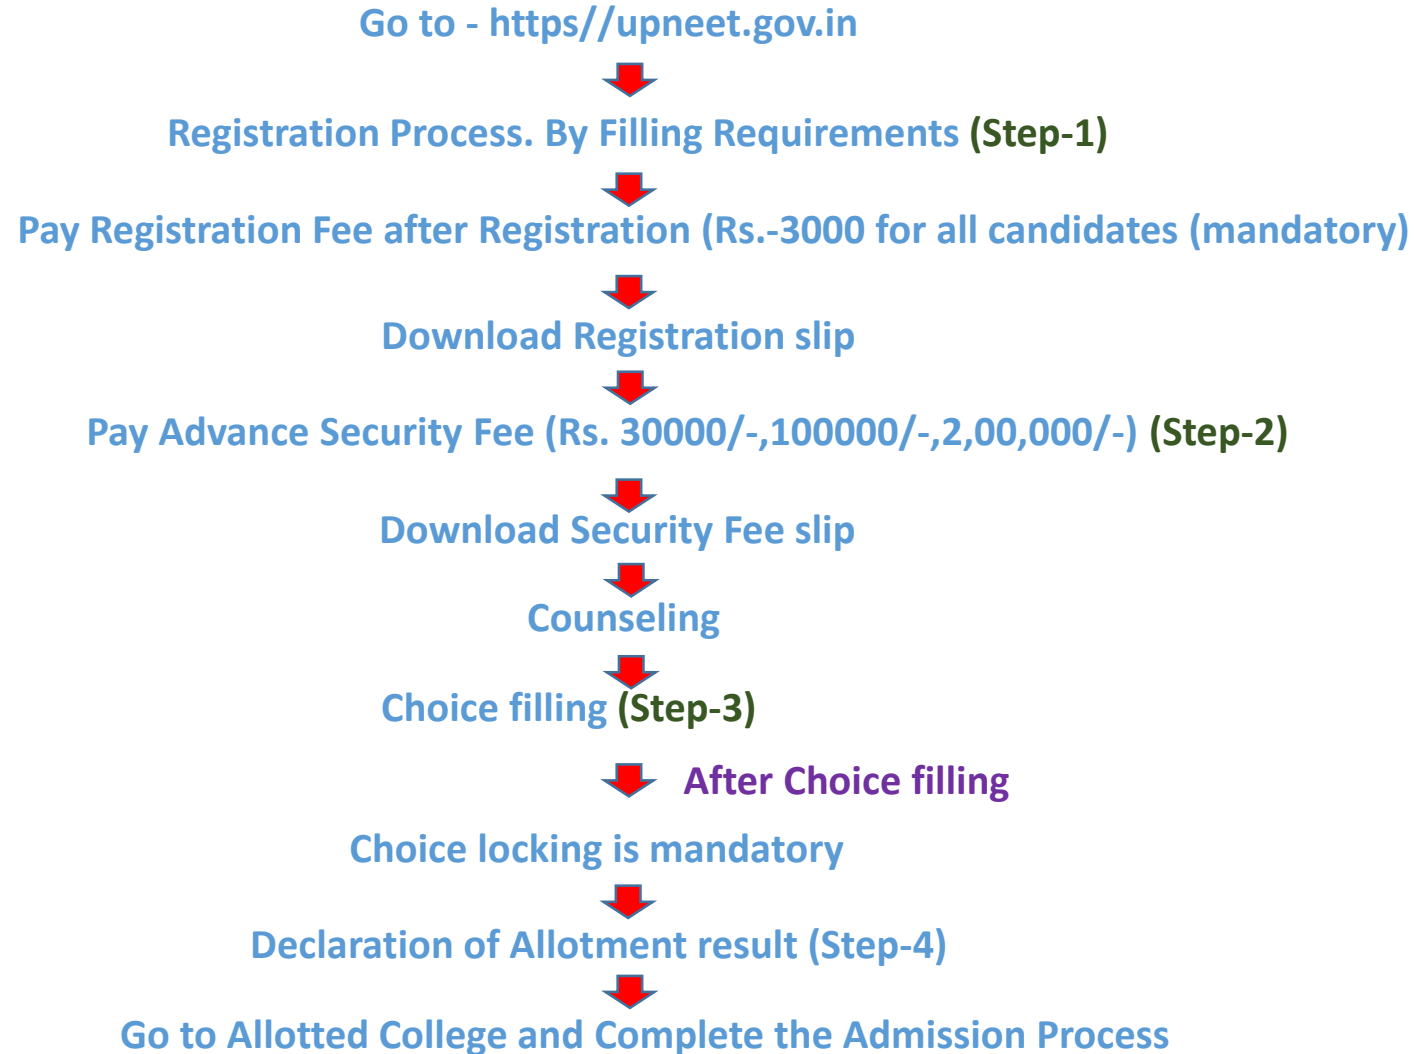 Go to - https//upneet.gov.in
Registration Process. By Filling Requirements (Step-1)
Pay Registration Fee after Registration (Rs.-3000 for all candidates (mandatory)
Download Registration slip
Pay Advance Security Fee (Rs. 30000/-,100000/-,2,00,000/-) (Step-2)
Download Security Fee slip
Counseling
Choice filling (Step-3)
After Choice filling
Choice locking is mandatory
Declaration of Allotment result (Step-4)
Go to Allotted College and Complete the Admission Process